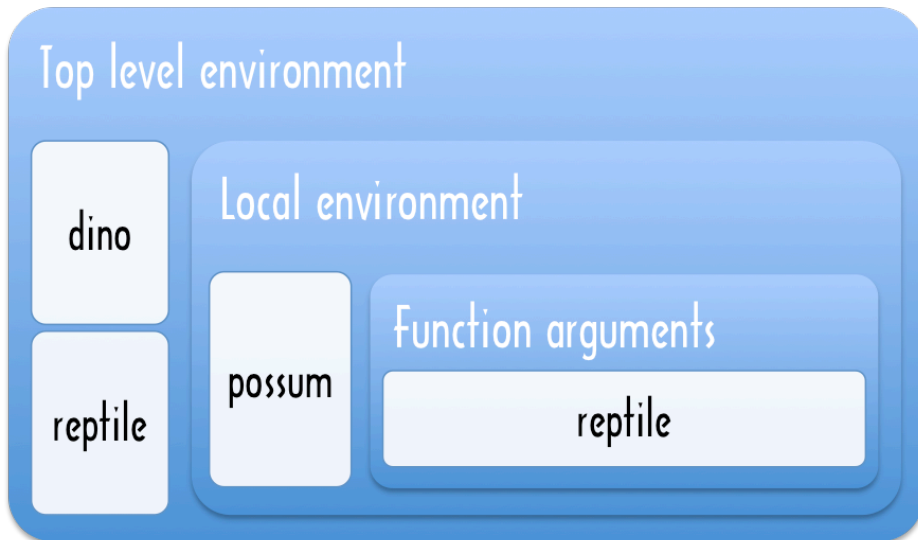 Top level environment
dino
reptile
Local environment
possum
Function arguments
reptile